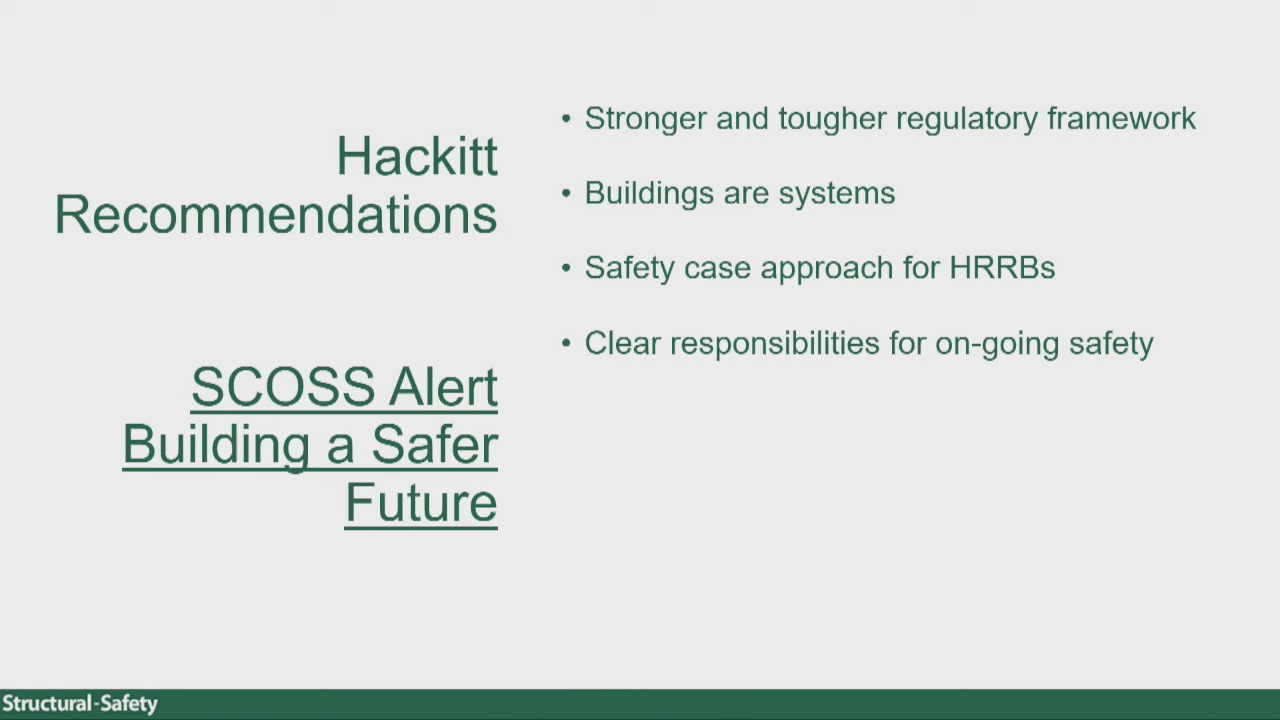 Hackitt
Recommendations
SCOSS Alert
Building a Safer
Future
• Stronger and tougher regulatory framework
• Buildings are systems
• Safety case approach for HRRBs
• Clear responsibilities for on-going safety
Structural-Safety